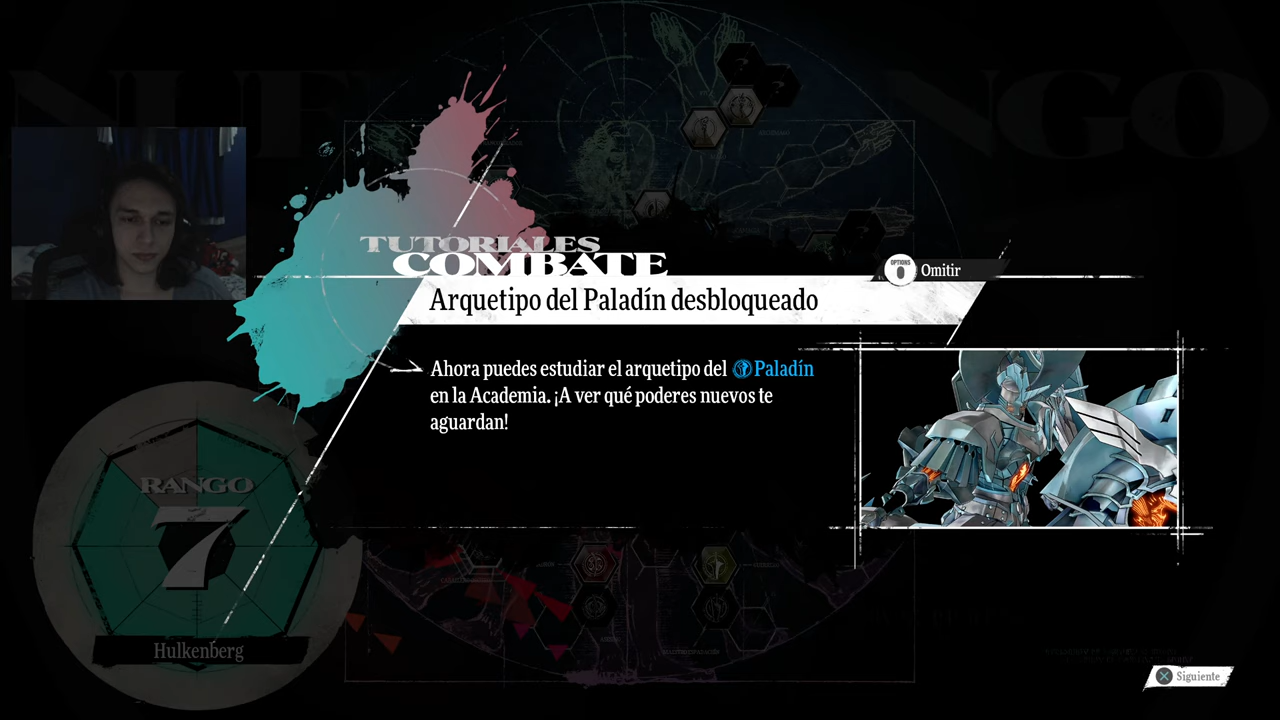 TUTORIALES
COMBATE
OPTIONS
Omitir
Arquetipo del Paladín desbloqueado
Ahora puedes estudiar el arquetipo del Paladín
en la Academia. ¡A ver qué poderes nuevos te
aguardan!
RANGO
7
Hulkenberg
Siguiente